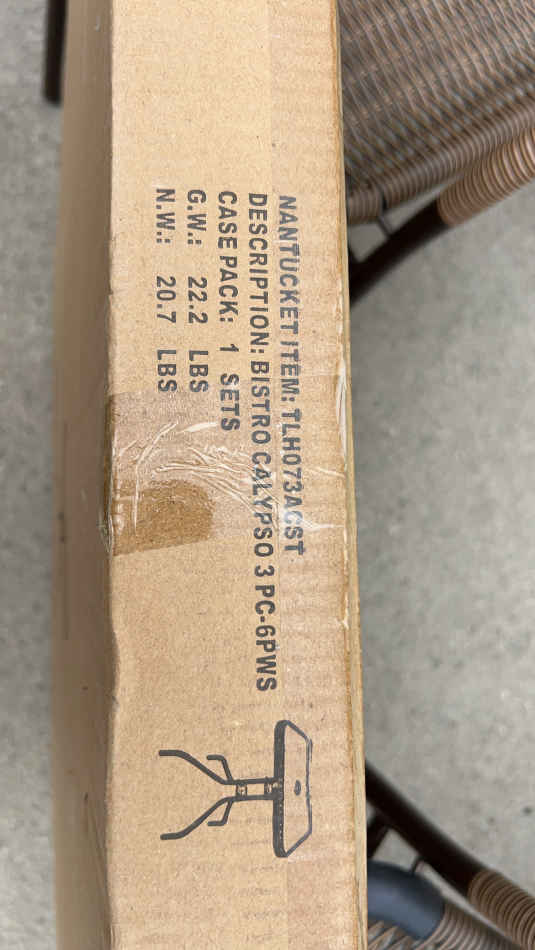 NANTUCKET ITEM: TLH073ACST
DESCRIPTION: BISTRO CALYPSO 3 PC-6PWS
CASE PACK: 1 SETS
G.W.: 22.2 LBS
N.W.: 20.7 LBS